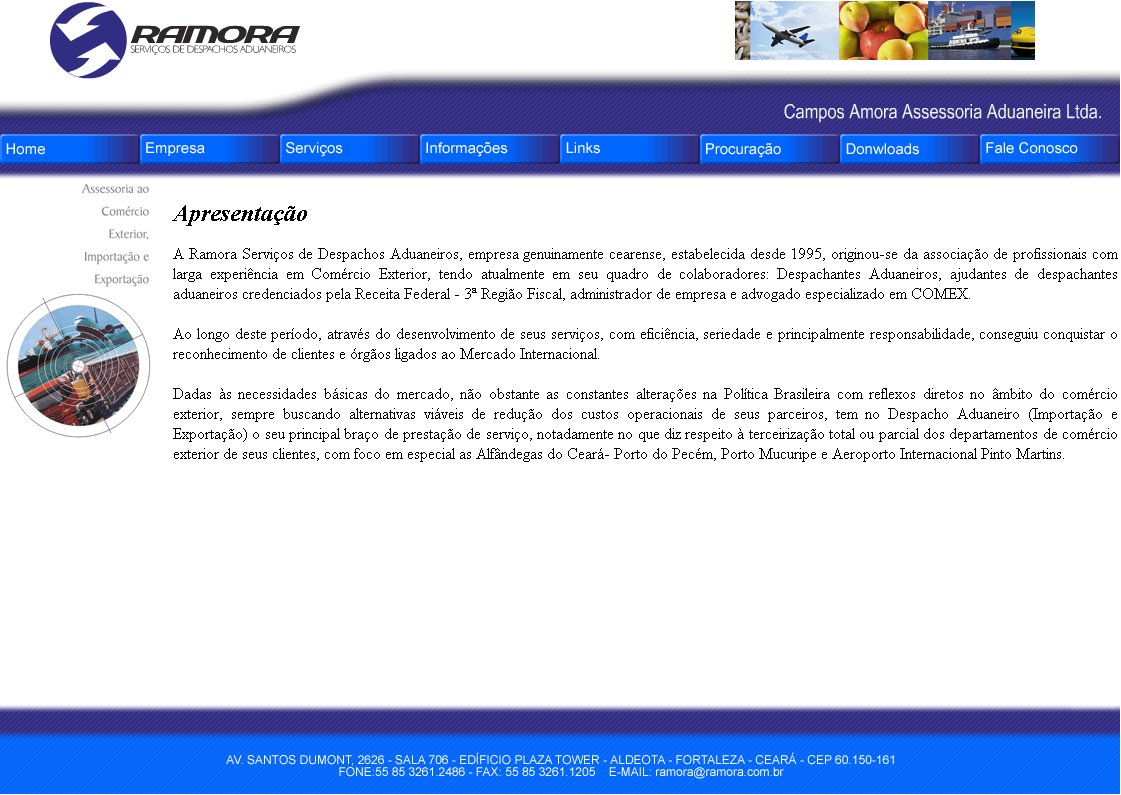 RAMORA
SERVIÇOS DE DESPACHOS ADUANEIROS
Campos Amora Assessoria Aduaneira Ltda.
Home Empresa Serviços Informações Links Procuração Donwloads Fale Conosco
Assessoria ao
Comércio
Exterior,
Importação e
Exportação
Apresentação
A Ramora Serviços de Despachos Aduaneiros, empresa genuinamente cearense, estabelecida desde 1995, originou-se da associação de profissionais com
larga experiência em Comércio Exterior, tendo atualmente em seu quadro de colaboradores: Despachantes Aduaneiros, ajudantes de despachantes
aduaneiros credenciados pela Receita Federal - 3ª Região Fiscal, administrador de empresa e advogado especializado em COMEX.
Ao longo deste período, através do desenvolvimento de seus serviços, com eficiência, seriedade e principalmente responsabilidade, conseguiu conquistar o
reconhecimento de clientes e órgãos ligados ao Mercado Internacional.
Dadas às necessidades básicas do mercado, não obstante as constantes alterações na Política Brasileira com reflexos diretos no âmbito do comércio
exterior, sempre buscando alternativas viáveis de redução dos custos operacionais de seus parceiros, tem no Despacho Aduaneiro (Importação e
Exportação) o seu principal braço de prestação de serviço, notadamente no que diz respeito à terceirização total ou parcial dos departamentos de comércio
exterior de seus clientes, com foco em especial as Alfândegas do Ceará- Porto do Pecém, Porto Mucuripe e Aeroporto Internacional Pinto Martins.
AV. SANTOS DUMONT, 2626 - SALA 706 - EDÍFICIO PLAZA TOWER - ALDEOTA - FORTALEZA - CEARÁ - CEP 60.150-161
FONE:55 85 3261.2486 - FAX: 55 85 3261.1205 E-MAIL: ramora@ramora.com.br